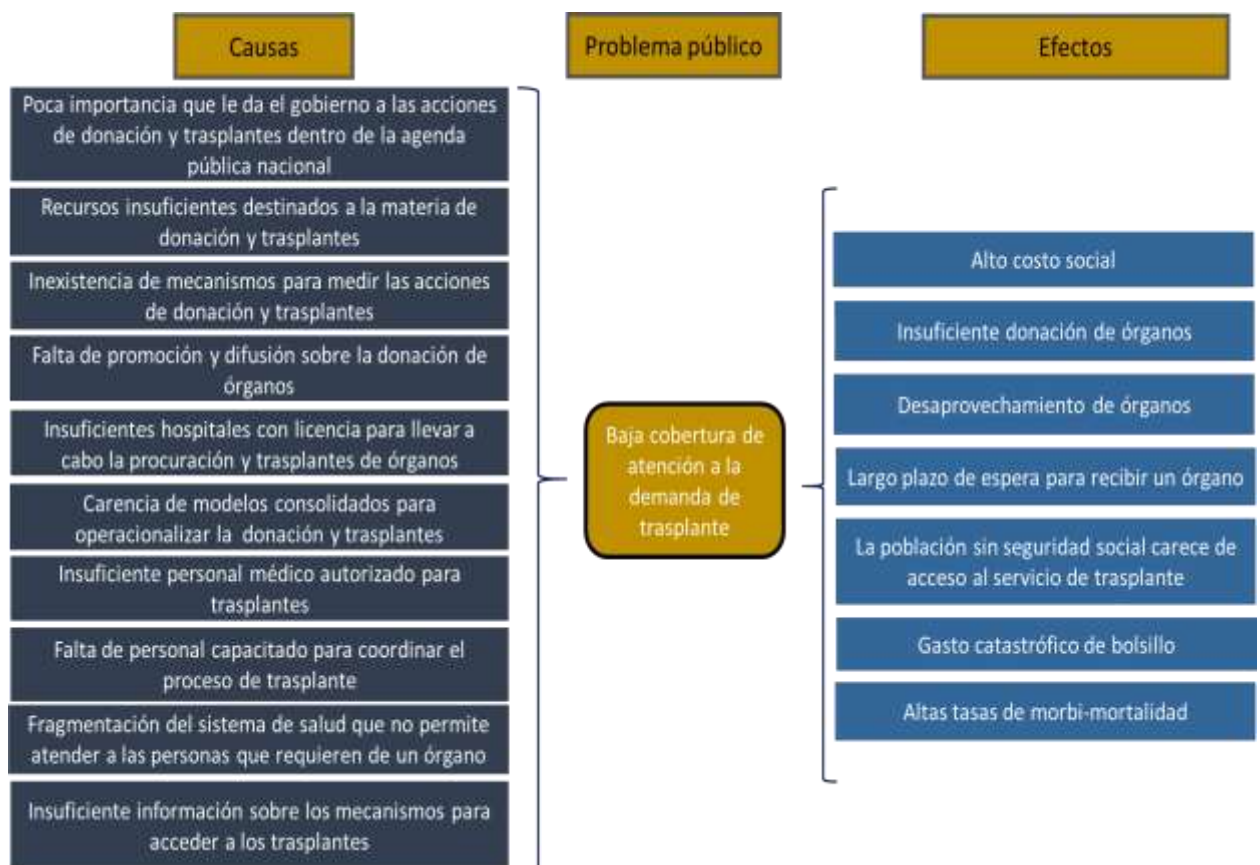 Causas
Problema público
Efectos
Poca importancia que le da el gobierno a las acciones
de donación y trasplantes dentro de la agenda
pública nacional
Recursos insuficientes destinados a la materia de
donación y trasplantes
Inexistencia de mecanismos para medir las acciones
de donación y trasplantes
Falta de promoción y difusión sobre la donación de
órganos
Insuficientes hospitales con licencia para llevar a
cabo la procuración y trasplantes de órganos
Carencia de modelos consolidados para
operacionalizar la donación y trasplantes
Insuficiente personal médico autorizado para
trasplantes
Falta de personal capacitado para coordinar el
proceso de trasplante
Fragmentación del sistema de salud que no permite
atender a las personas que requieren de un órgano
Insuficiente información sobre los mecanismos para
acceder a los trasplantes
Baja cobertura de
atención a la
demanda de
trasplante
Alto costo social
Insuficiente donación de órganos
Desaprovechamiento de órganos
Largo plazo de espera para recibir un órgano
La población sin seguridad social carece de
acceso al servicio de trasplante
Gasto catastrófico de bolsillo
Altas tasas de morbi-mortalidad